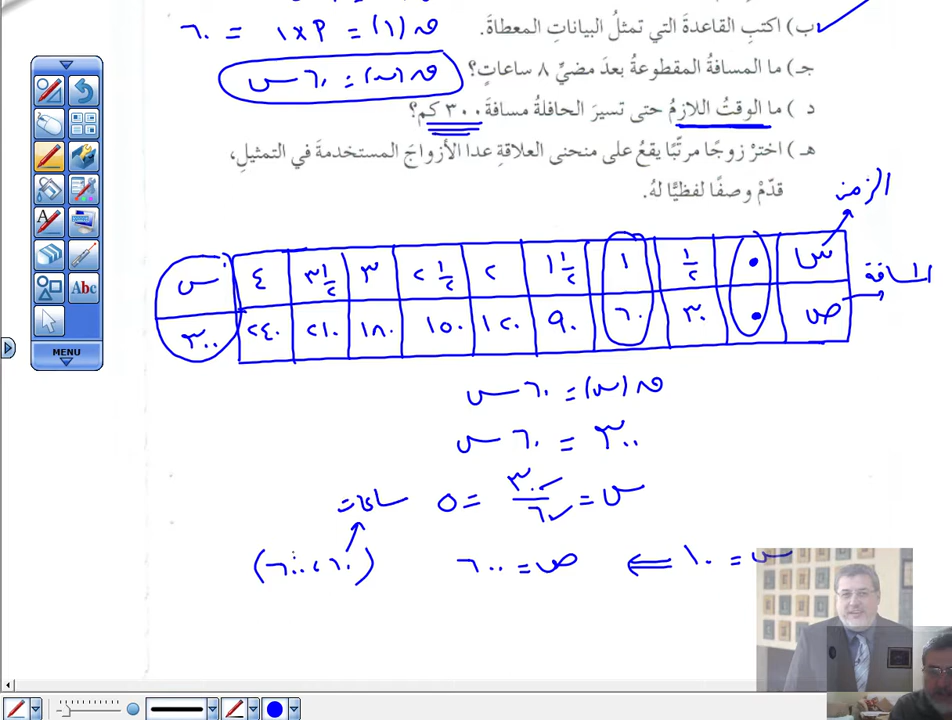 ب) اكتبِ القاعدةَ التي تمثلُ البياناتِ المعطاةَ. ق(١) = ٩×١ = ٦٠
جـ) ما المسافةُ المقطوعةُ بعدَ مضيِّ ٨ ساعاتٍ؟ ق(س) = ٦٠ س
د ) ما الوقتُ اللازمُ حتى تسيرَ الحافلةُ مسافةَ ٣٠٠ كم؟
هـ) اخترْ زوجًا مرتَّبًا يقعُ على منحنى العلاقةِ عدا الأزواجَ المستخدمةَ في التمثيلِ،
قدّمْ وصفًا لفظيًّا لهُ.
الزمن
س ٠ ١/٢ ١ ١ ١/٢ ٢ ٢ ١/٢ ٣ ٣ ١/٢ ٤ س
المسافة
ص ٠ ٣٠ ٦٠ ٩٠ ١٢٠ ١٥٠ ١٨٠ ٢١٠ ٢٤٠ ٣٠٠
ق(س) = ٦٠ س
٣٠٠ = ٦٠ س
س = ٣٠٠/٦٠ = ٥ ساعات
س = ١٠ ⇐ ص = ٦٠٠ (١٠، ٦٠٠)
Abc
MENU